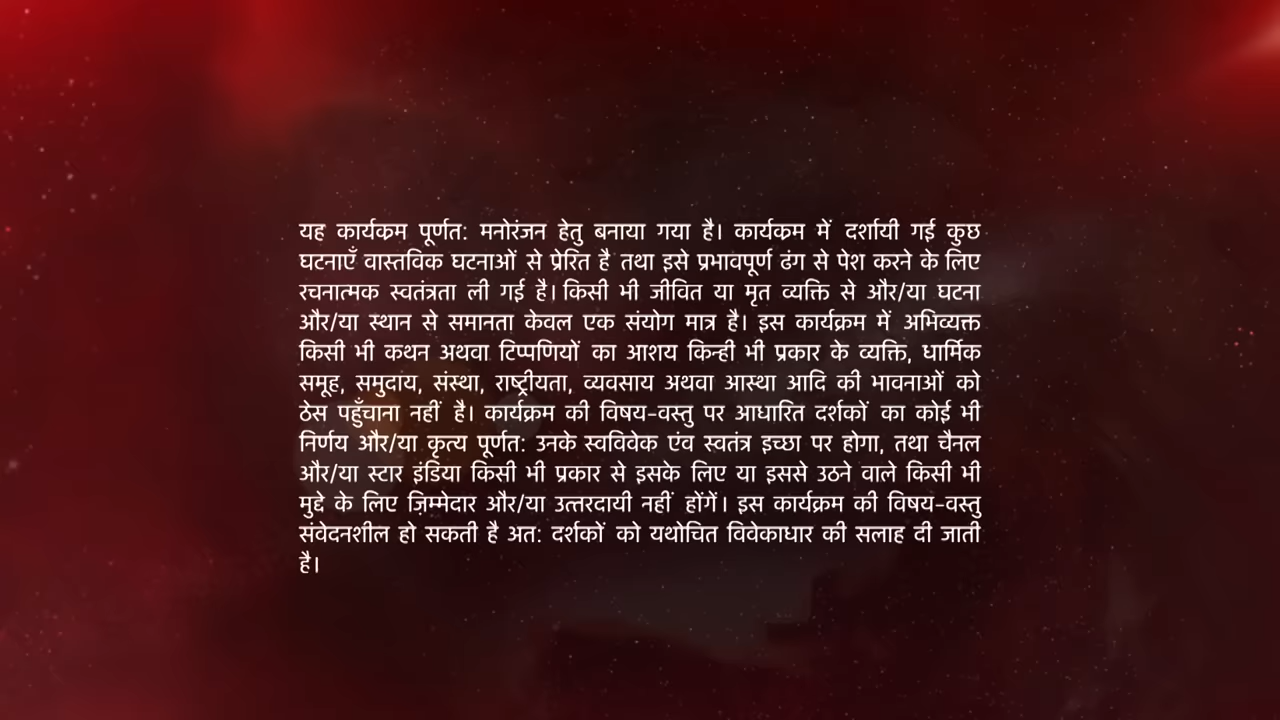 यह कार्यक्रम पूर्णत: मनोरंजन हेतु बनाया गया है। कार्यक्रम में दर्शायी गई कुछ
घटनाएँ वास्तविक घटनाओं से प्रेरित है तथा इसे प्रभावपूर्ण ढंग से पेश करने के लिए
रचनात्मक स्वतंत्रता ली गई है। किसी भी जीवित या मृत व्यक्ति से और/या घटना
और/या स्थान से समानता केवल एक संयोग मात्र है। इस कार्यक्रम में अभिव्यक्त
किसी भी कथन अथवा टिप्पणियों का आशय किन्ही भी प्रकार के व्यक्ति, धार्मिक
समूह, समुदाय, संस्था, राष्ट्रीयता, व्यवसाय अथवा आस्था आदि की भावनाओं को
ठेस पहुँचाना नहीं है। कार्यक्रम की विषय-वस्तु पर आधारित दर्शकों का कोई भी
निर्णय और/या कृत्य पूर्णत: उनके स्वविवेक एंव स्वतंत्र इच्छा पर होगा, तथा चैनल
और/या स्टार इंडिया किसी भी प्रकार से इसके लिए या इससे उठने वाले किसी भी
मुद्दे के लिए ज़िम्मेदार और/या उत्तरदायी नहीं होंगें। इस कार्यक्रम की विषय-वस्तु
संवेदनशील हो सकती है अत: दर्शकों को यथोचित विवेकाधार की सलाह दी जाती
है।